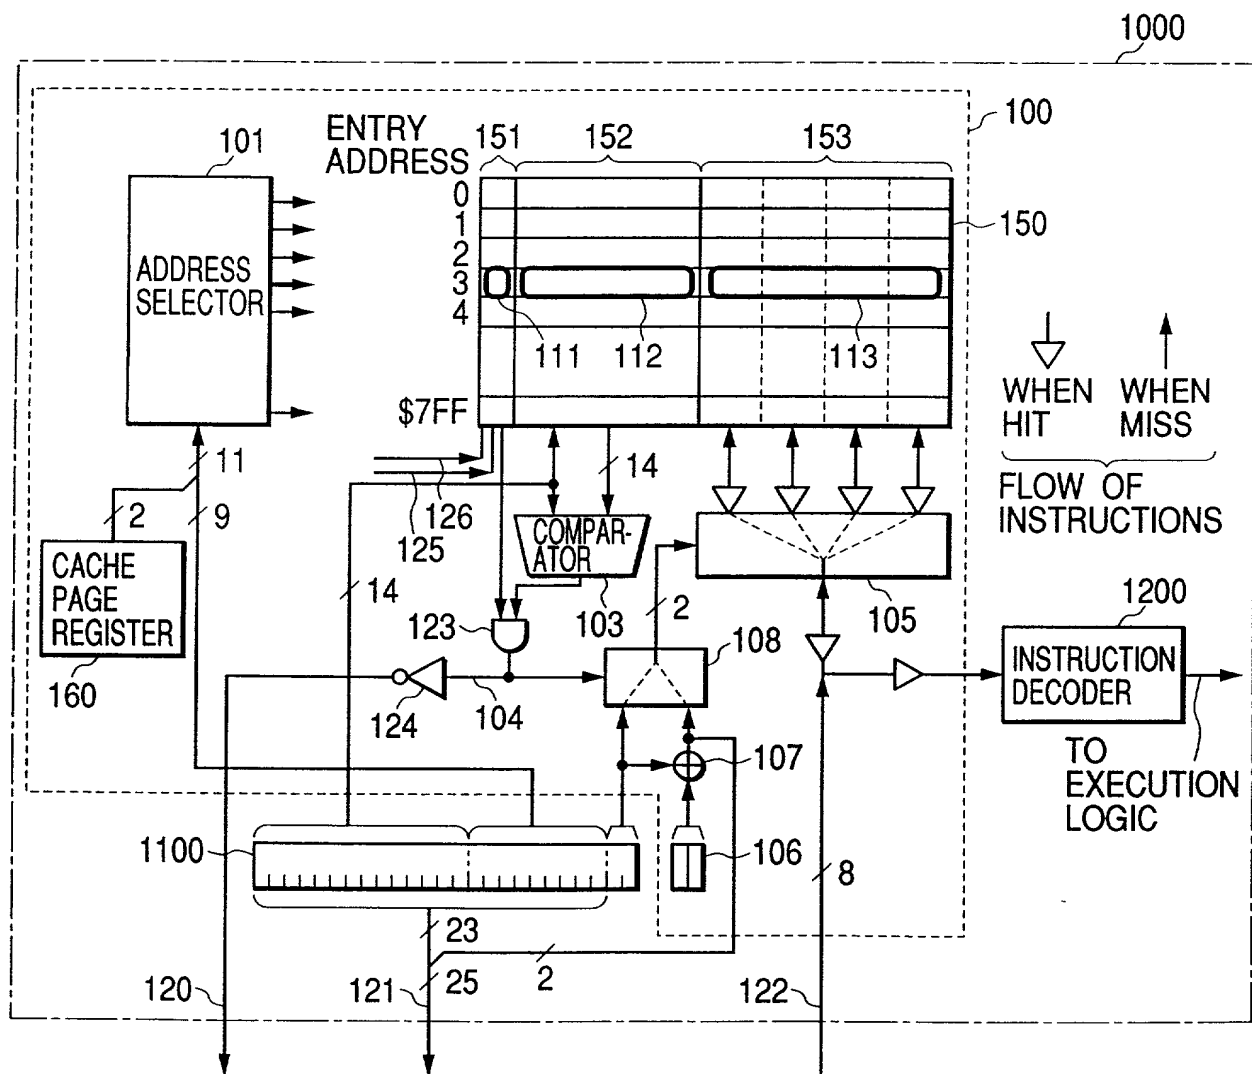 1000
100
101
ENTRY
ADDRESS
151
152
153
0
1
2
3
4
$7FF
150
ADDRESS
SELECTOR
111
112
113
WHEN
HIT
WHEN
MISS
FLOW OF
INSTRUCTIONS
11
2
9
126
125
14
14
COMPAR-
ATOR
103
105
CACHE
PAGE
REGISTER
160
123
2
108
1200
INSTRUCTION
DECODER
124
104
107
TO
EXECUTION
LOGIC
1100
106
8
23
25
2
120
121
122